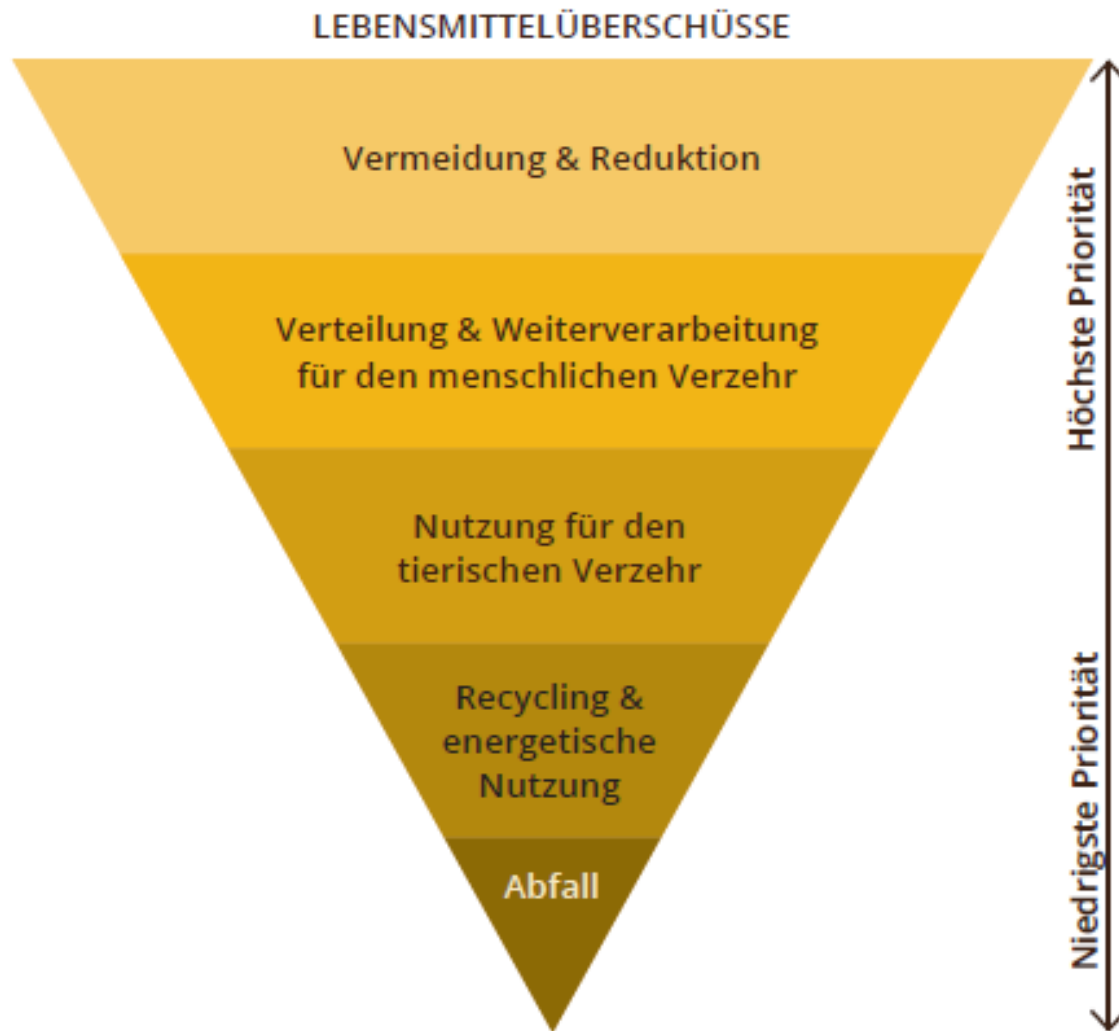 LEBENSMITTELÜBERSCHÜSSE
Vermeidung & Reduktion
Verteilung & Weiterverarbeitung
für den menschlichen Verzehr
Nutzung für den
tierischen Verzehr
Recycling &
energetische
Nutzung
Abfall
Höchste Priorität
Niedrigste Priorität